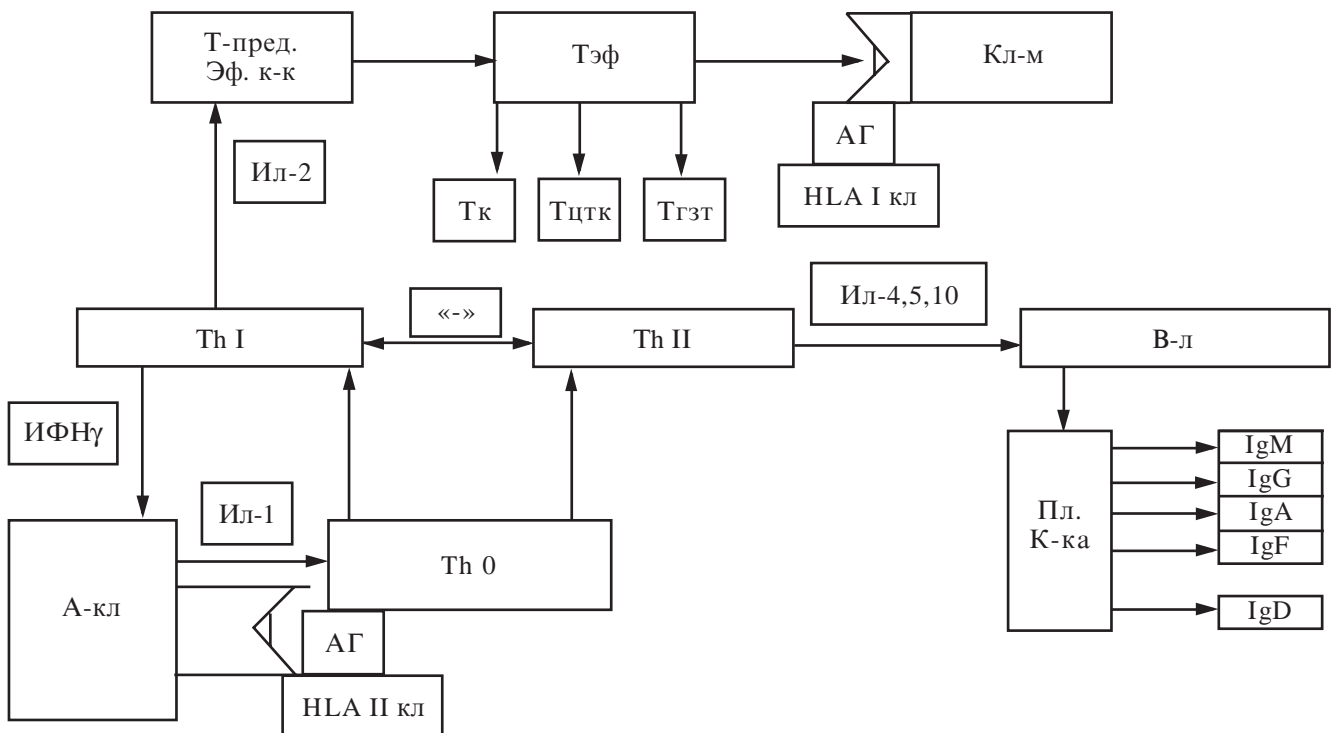 Т-пред.
Эф. к-к
Тэф
Кл-м
АГ
HLA I кл
Ил-2
Тк
Тцтк
Тгзт
Ил-4,5,10
«-»
Th I
Th II
В-л
ИФНγ
Ил-1
Th 0
А-кл
АГ
HLA II кл
Пл.
К-ка
IgM
IgG
IgA
IgF
IgD